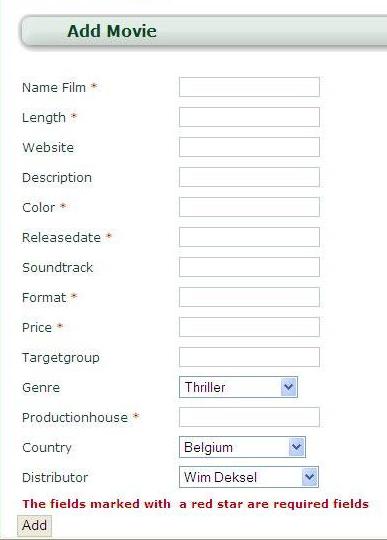 Add Movie
Name Film *
Length *
Website
Description
Color *
Releasedate *
Soundtrack
Format *
Price *
Targetgroup
Genre Thriller
Productionhouse *
Country Belgium
Distributor Wim Deksel
The fields marked with a red star are required fields
Add